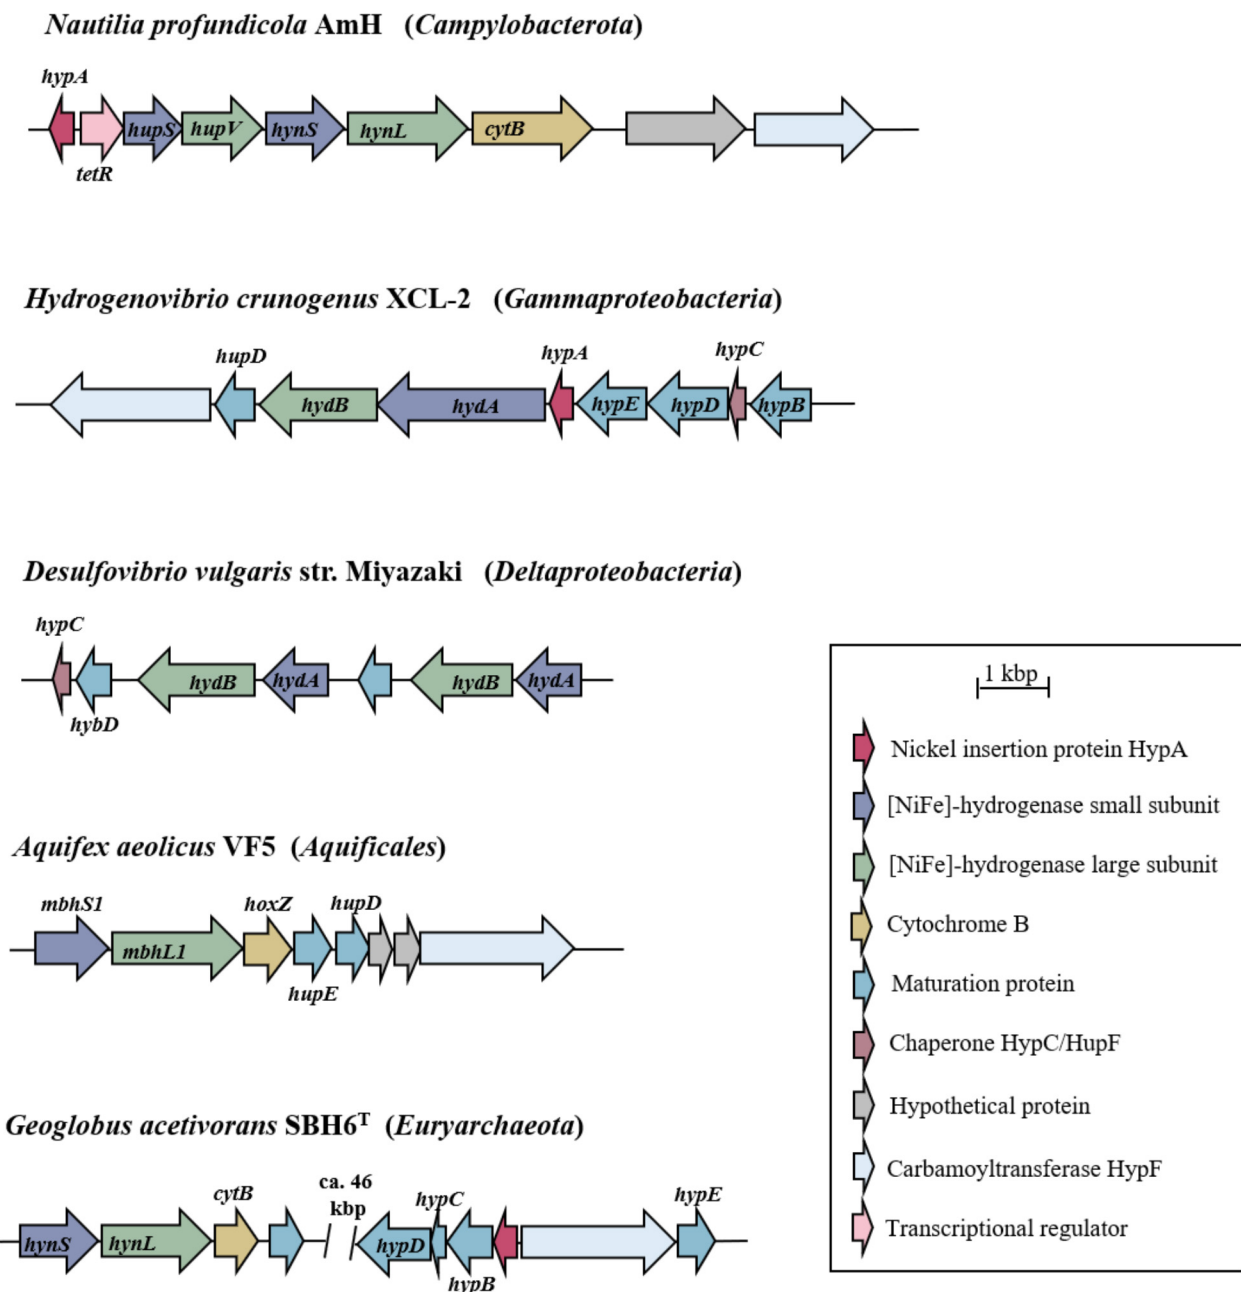 Nautilia profundicola AmH (Campylobacterota)
hypA
hupS hupV hynS hynL cytB
tetR
Hydrogenovibrio crunogenus XCL-2 (Gammaproteobacteria)
hupD hypA hypC
hydB hydA hypE hypD hypB
Desulfovibrio vulgaris str. Miyazaki (Deltaproteobacteria)
hypC
hydB hydA hydB hydA
hybD
1 kbp
Nickel insertion protein HypA
[NiFe]-hydrogenase small subunit
[NiFe]-hydrogenase large subunit
Cytochrome B
Maturation protein
Chaperone HypC/HupF
Hypothetical protein
Carbamoyltransferase HypF
Transcriptional regulator
Aquifex aeolicus VF5 (Aquificales)
mbhS1 hoxZ hupD
mbhL1
hupE
Geoglobus acetivorans SBH6ᵀ (Euryarchaeota)
ca. 46
kbp
cytB hypC hypE
hynS hynL hypD
hypB